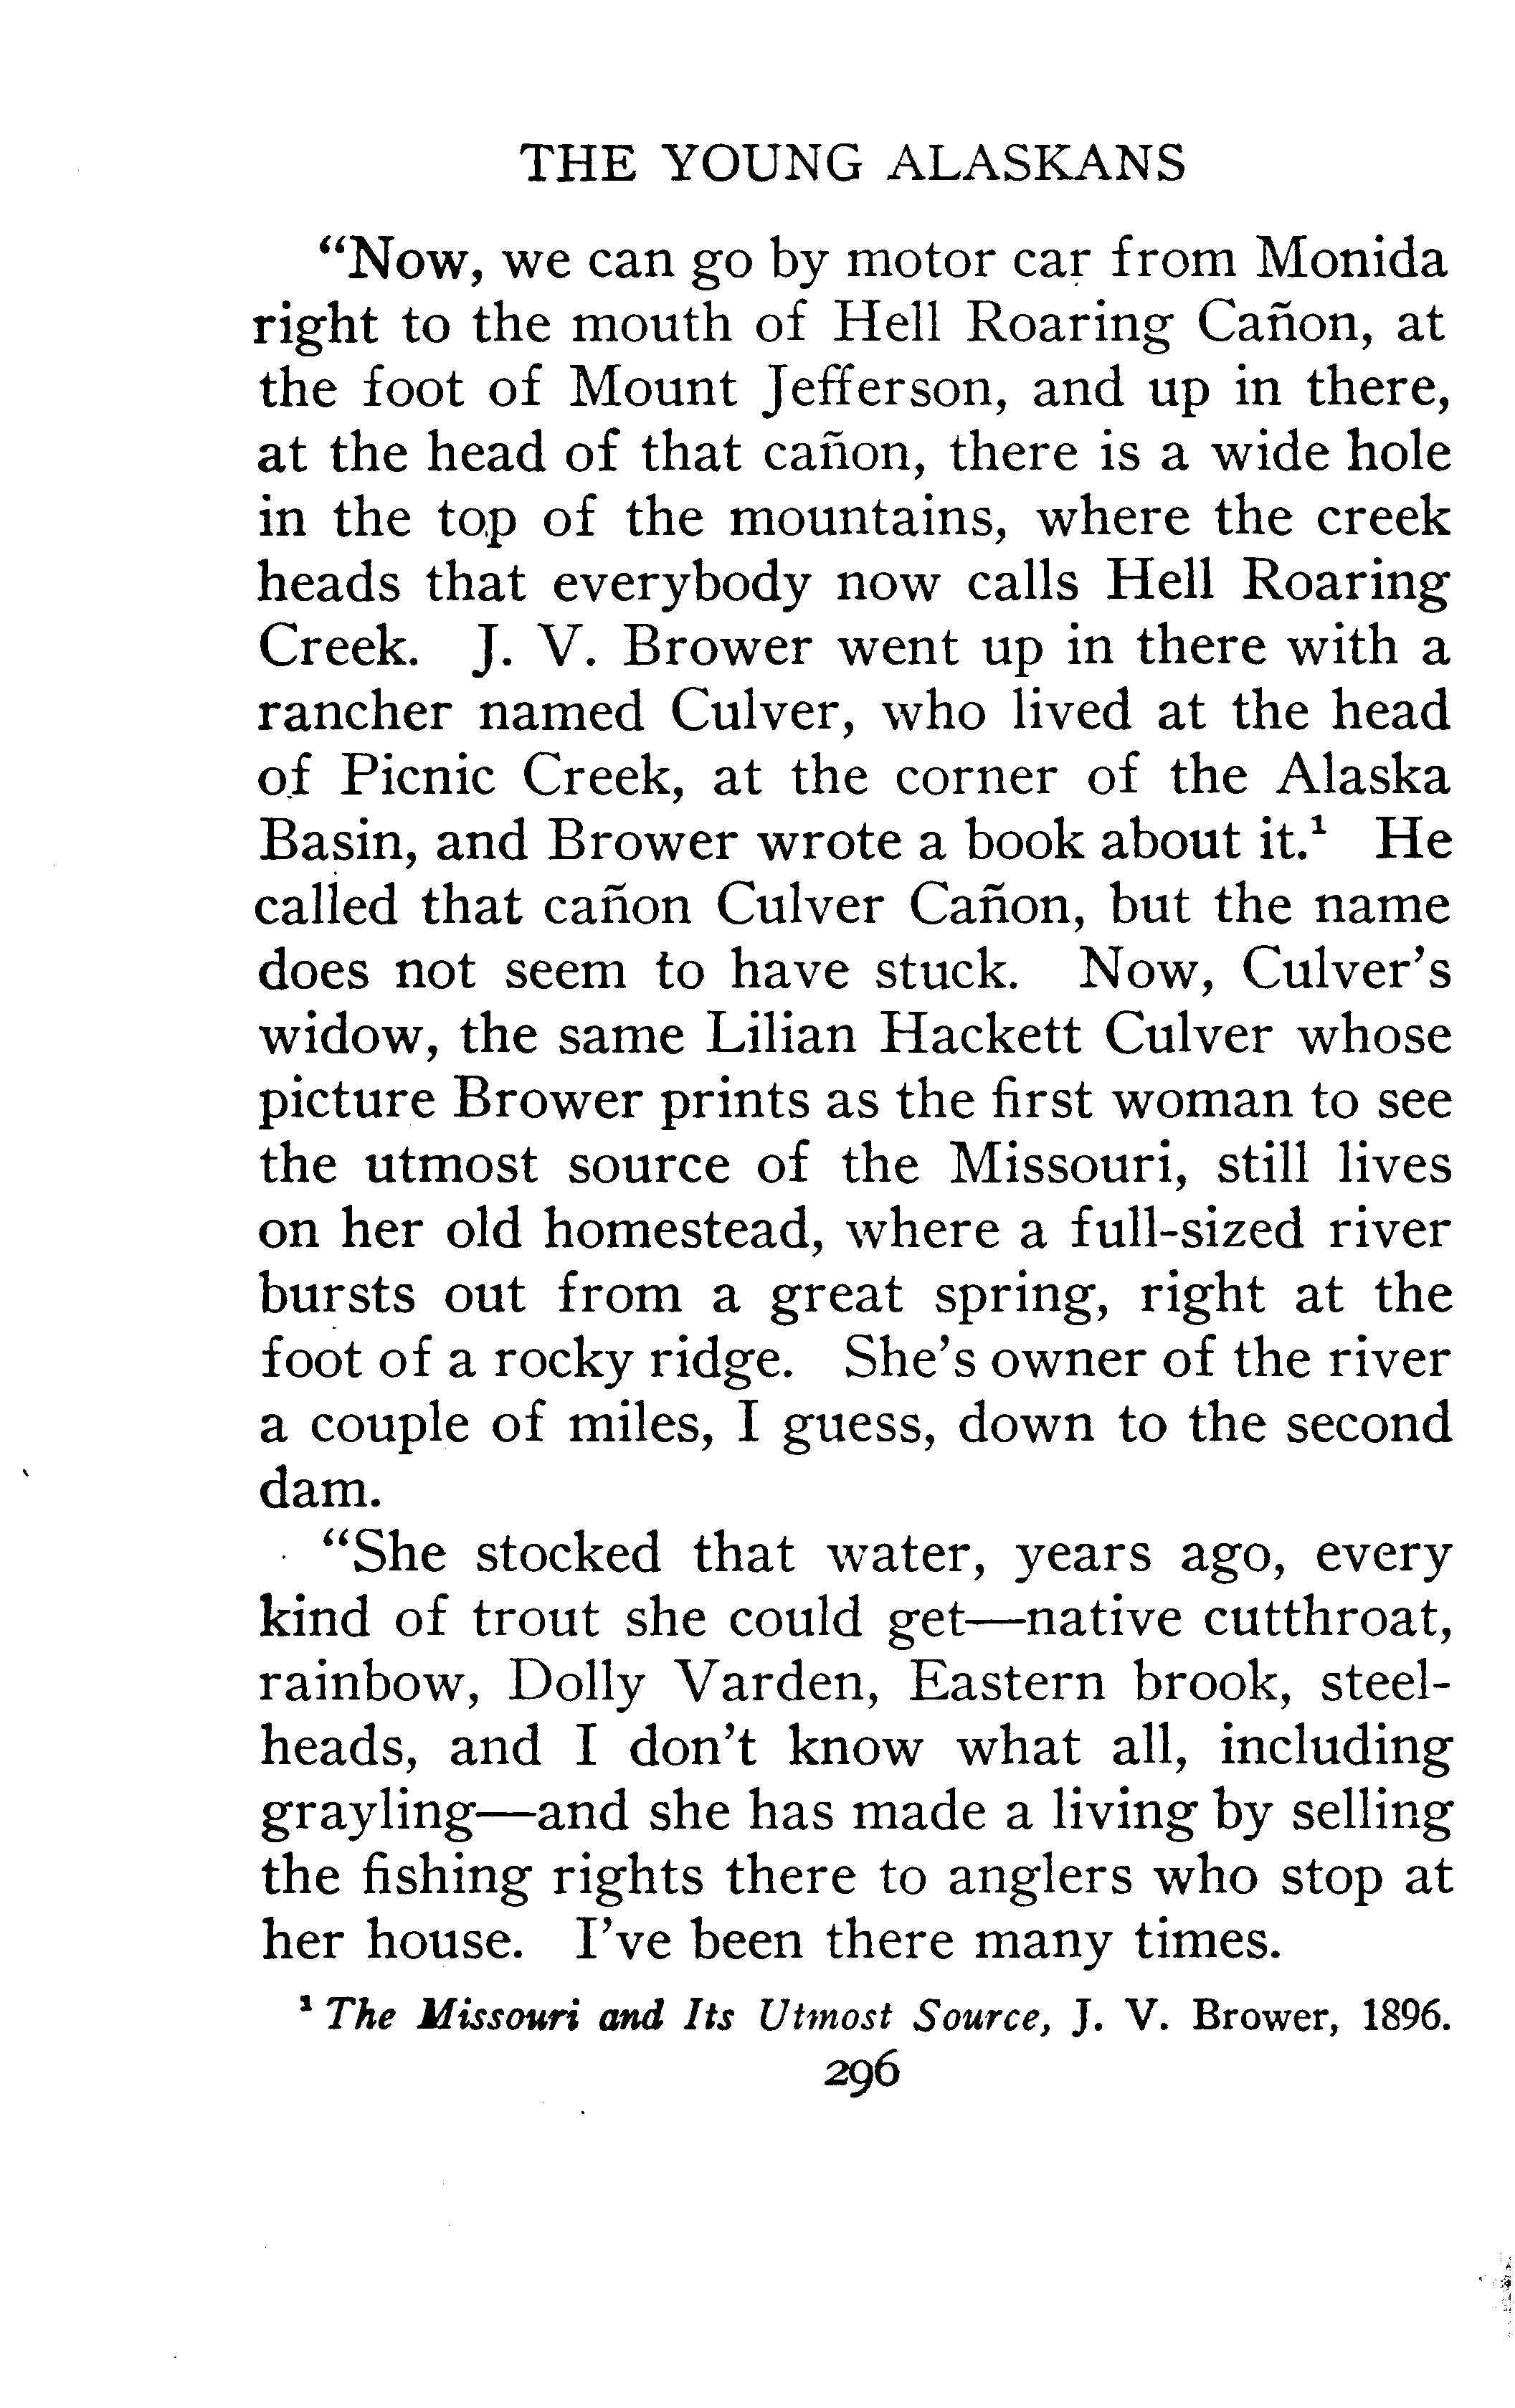 THE YOUNG ALASKANS
"Now, we can go by motor car from Monida
right to the mouth of Hell Roaring Cañon, at
the foot of Mount Jefferson, and up in there,
at the head of that cañon, there is a wide hole
in the top of the mountains, where the creek
heads that everybody now calls Hell Roaring
Creek. J. V. Brower went up in there with a
rancher named Culver, who lived at the head
of Picnic Creek, at the corner of the Alaska
Basin, and Brower wrote a book about it.¹ He
called that cañon Culver Cañon, but the name
does not seem to have stuck. Now, Culver's
widow, the same Lilian Hackett Culver whose
picture Brower prints as the first woman to see
the utmost source of the Missouri, still lives
on her old homestead, where a full-sized river
bursts out from a great spring, right at the
foot of a rocky ridge. She's owner of the river
a couple of miles, I guess, down to the second
dam.
"She stocked that water, years ago, every
kind of trout she could get—native cutthroat,
rainbow, Dolly Varden, Eastern brook, steel-
heads, and I don't know what all, including
grayling—and she has made a living by selling
the fishing rights there to anglers who stop at
her house. I've been there many times.
¹ The Missouri and Its Utmost Source, J. V. Brower, 1896.
296